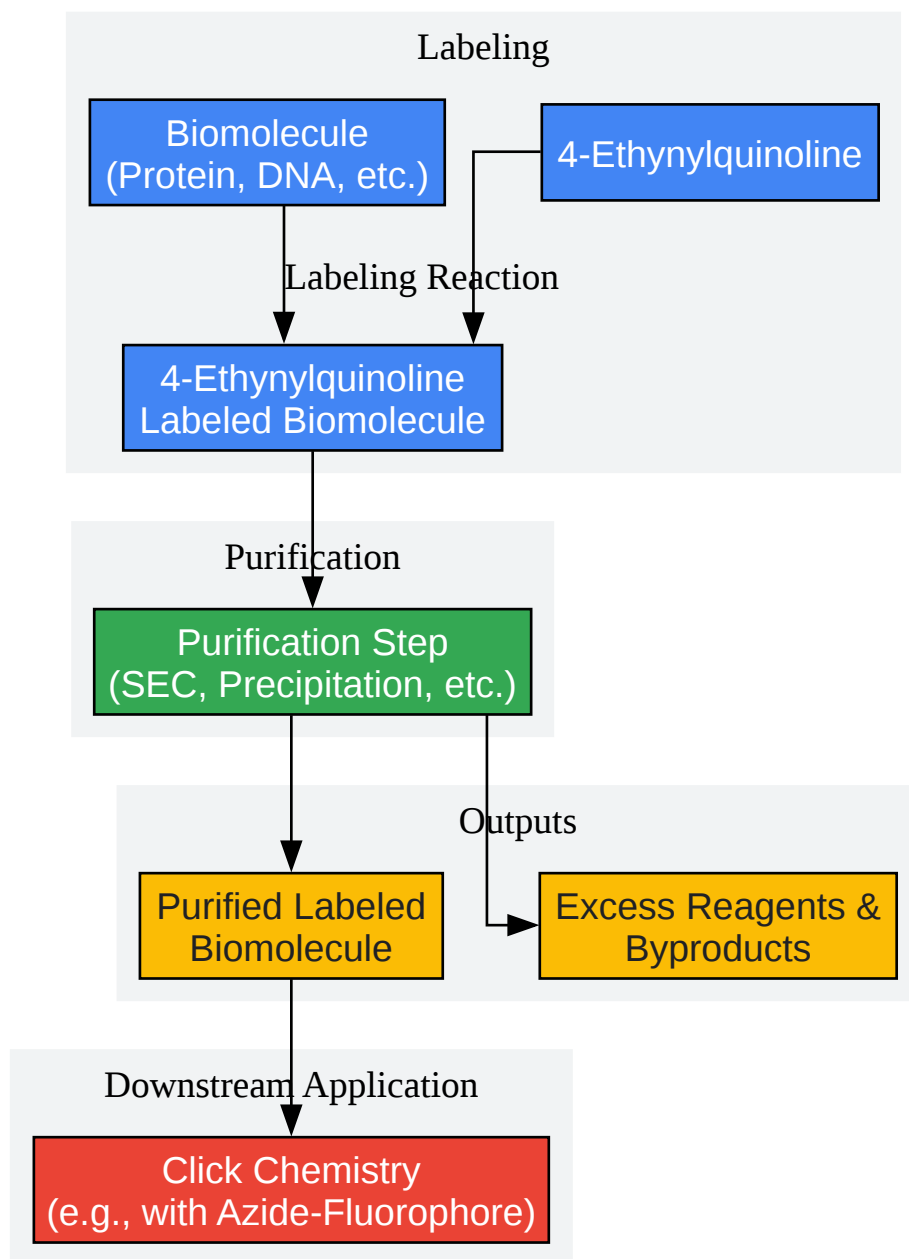 Labeling
Biomolecule
(Protein, DNA, etc.)
4-Ethynylquinoline
Labeling Reaction
4-Ethynylquinoline
Labeled Biomolecule
Purification
Purification Step
(SEC, Precipitation, etc.)
Outputs
Purified Labeled
Biomolecule
Excess Reagents &
Byproducts
Downstream Application
Click Chemistry
(e.g., with Azide-Fluorophore)